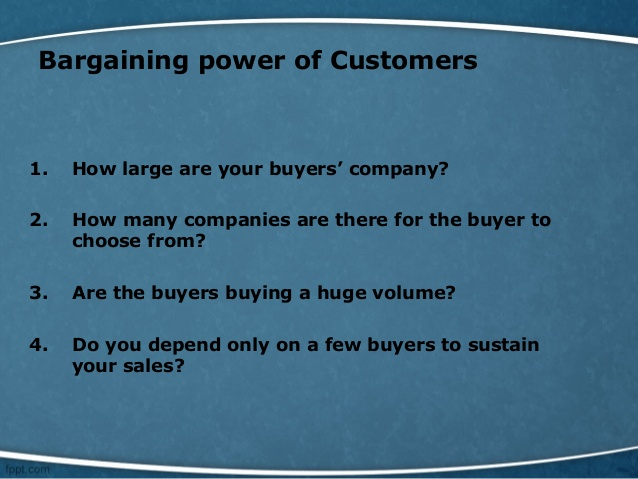 Bargaining power of Customers
1. How large are your buyers’ company?
2. How many companies are there for the buyer to
choose from?
3. Are the buyers buying a huge volume?
4. Do you depend only on a few buyers to sustain
your sales?
fppt.com